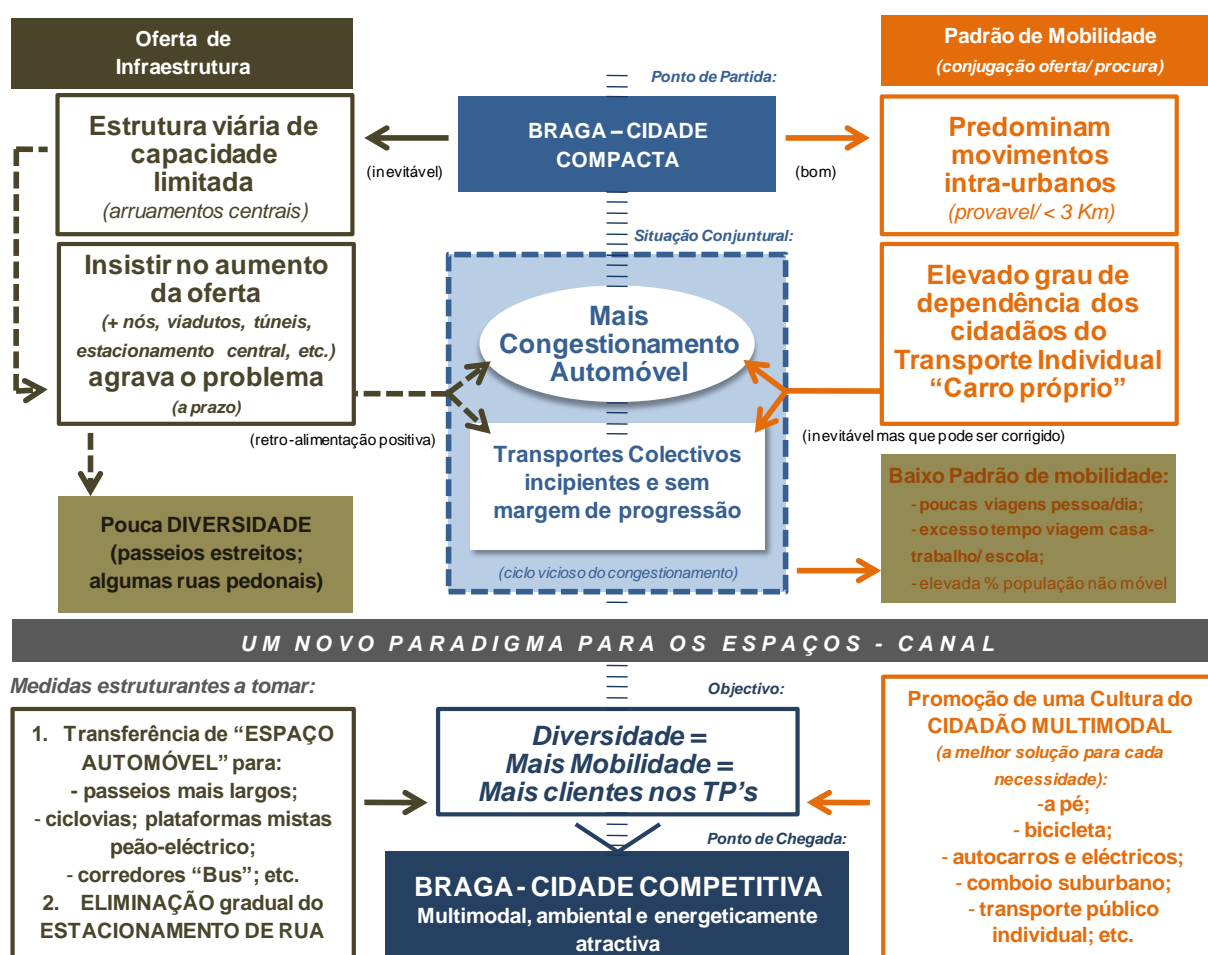 Oferta de
Infraestrutura
Ponto de Partida:
Padrão de Mobilidade
(conjugação oferta/ procura)
Estrutura viária de
capacidade
limitada
(arruamentos centrais)
(inevitável)
BRAGA – CIDADE
COMPACTA
(bom)
Predominam
movimentos
intra-urbanos
(provavel/ < 3 Km)
Situação Conjuntural:
Insistir no aumento
da oferta
(+ nós, viadutos, túneis,
estacionamento central, etc.)
agrava o problema
(a prazo)
(retro-alimentação positiva)
Mais
Congestionamento
Automóvel
Transportes Colectivos
incipientes e sem
margem de progressão
(ciclo vicioso do congestionamento)
Elevado grau de
dependência dos
cidadãos do
Transporte Individual
“Carro próprio”
(inevitável mas que pode ser corrigido)
Pouca DIVERSIDADE
(passeios estreitos;
algumas ruas pedonais)
Baixo Padrão de mobilidade:
- poucas viagens pessoa/dia;
- excesso tempo viagem casa-
trabalho/ escola;
- elevada % população não móvel
UM NOVO PARADIGMA PARA OS ESPAÇOS - CANAL
Medidas estruturantes a tomar:
1. Transferência de “ESPAÇO
AUTOMÓVEL” para:
- passeios mais largos;
- ciclovias; plataformas mistas
peão-eléctrico;
- corredores “Bus”; etc.
2. ELIMINAÇÃO gradual do
ESTACIONAMENTO DE RUA
Objectivo:
Diversidade =
Mais Mobilidade =
Mais clientes nos TP’s
Ponto de Chegada:
BRAGA - CIDADE COMPETITIVA
Multimodal, ambiental e energeticamente
atractiva
Promoção de uma Cultura do
CIDADÃO MULTIMODAL
(a melhor solução para cada
necessidade):
-a pé;
- bicicleta;
- autocarros e eléctricos;
- comboio suburbano;
- transporte público
individual; etc.